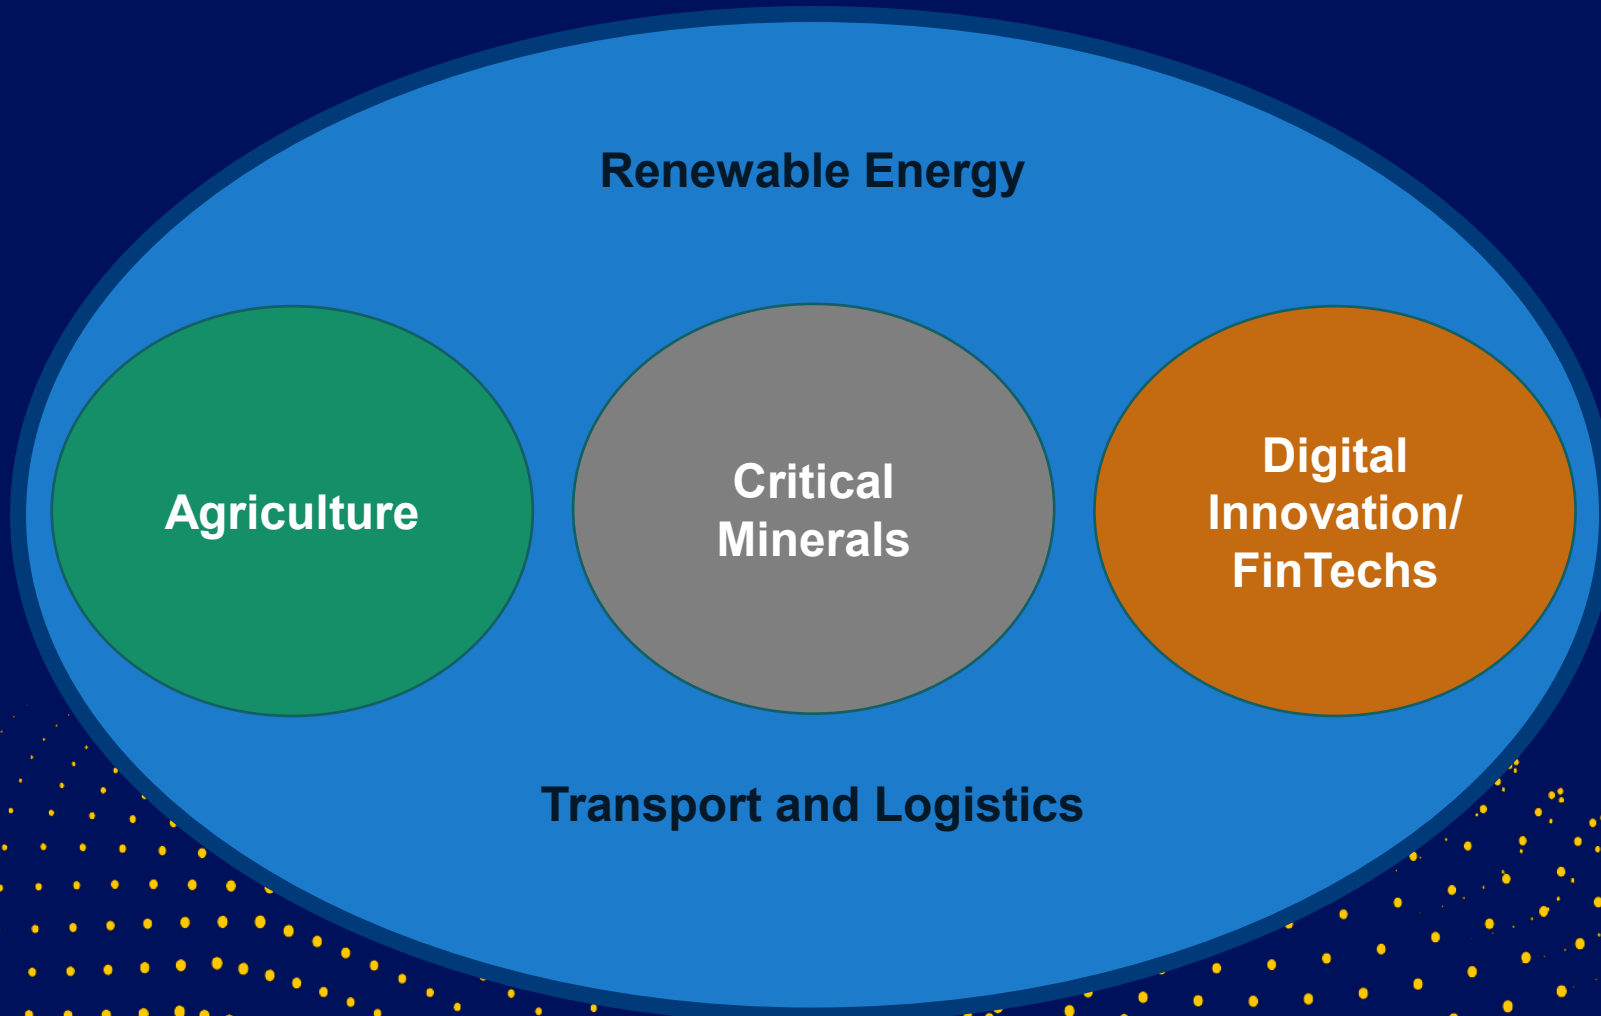 Renewable Energy
Agriculture
Critical
Minerals
Digital
Innovation/
FinTechs
Transport and Logistics